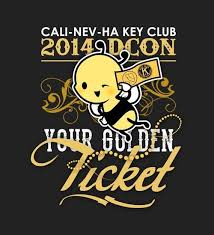 CALI-NEV-HA KEY CLUB
2014 DCON
YOUR GOLDEN
Ticket